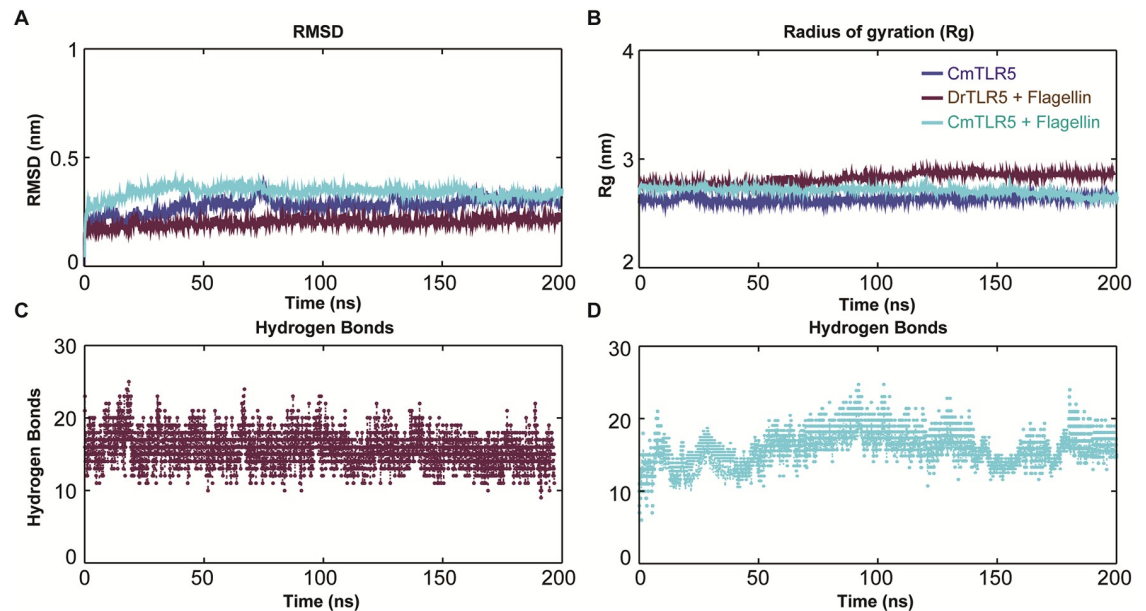 A
RMSD
1
0.5
0
RMSD (nm)
0
50
100
150
200
Time (ns)
B
Radius of gyration (Rg)
4
3
2
Rg (nm)
CmTLR5
DrTLR5 + Flagellin
CmTLR5 + Flagellin
0
50
100
150
200
Time (ns)
C
Hydrogen Bonds
30
20
10
0
Hydrogen Bonds
0
50
100
150
200
Time (ns)
D
Hydrogen Bonds
30
20
10
0
0
50
100
150
200
Time (ns)